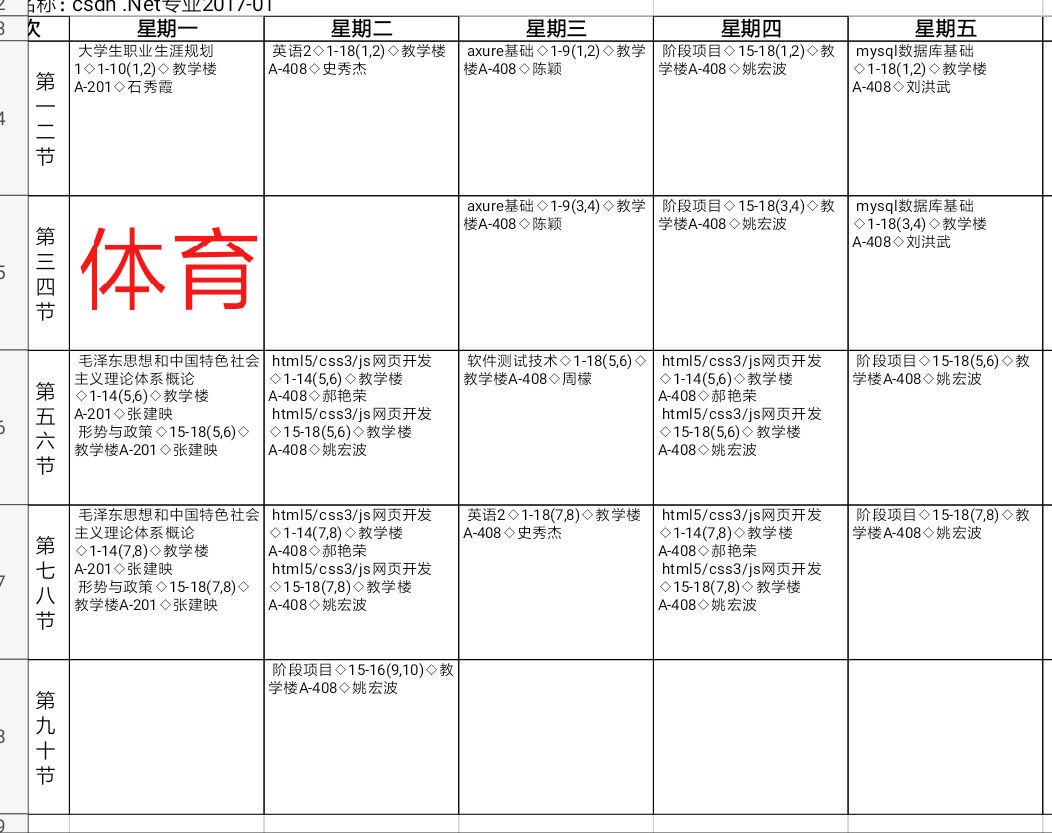 名称：csdn .Net专业2017-01
次 星期一 星期二 星期三 星期四 星期五
4
第一二节
大学生职业生涯规划
1◇1-10(1,2)◇教学楼
A-201◇石秀霞
英语2◇1-18(1,2)◇教学楼
A-408◇史秀杰
axure基础◇1-9(1,2)◇教学
楼A-408◇陈颖
阶段项目◇15-18(1,2)◇教
学楼A-408◇姚宏波
mysql数据库基础
◇1-18(1,2)◇教学楼
A-408◇刘洪武
5
第三四节
体育
axure基础◇1-9(3,4)◇教学
楼A-408◇陈颖
阶段项目◇15-18(3,4)◇教
学楼A-408◇姚宏波
mysql数据库基础
◇1-18(3,4)◇教学楼
A-408◇刘洪武
6
第五六节
毛泽东思想和中国特色社会
主义理论体系概论
◇1-14(5,6)◇教学楼
A-201◇张建映
形势与政策◇15-18(5,6)◇
教学楼A-201◇张建映
html5/css3/js网页开发
◇1-14(5,6)◇教学楼
A-408◇郝艳荣
html5/css3/js网页开发
◇15-18(5,6)◇教学楼
A-408◇姚宏波
软件测试技术◇1-18(5,6)◇
教学楼A-408◇周檬
html5/css3/js网页开发
◇1-14(5,6)◇教学楼
A-408◇郝艳荣
html5/css3/js网页开发
◇15-18(5,6)◇教学楼
A-408◇姚宏波
阶段项目◇15-18(5,6)◇教
学楼A-408◇姚宏波
7
第七八节
毛泽东思想和中国特色社会
主义理论体系概论
◇1-14(7,8)◇教学楼
A-201◇张建映
形势与政策◇15-18(7,8)◇
教学楼A-201◇张建映
html5/css3/js网页开发
◇1-14(7,8)◇教学楼
A-408◇郝艳荣
html5/css3/js网页开发
◇15-18(7,8)◇教学楼
A-408◇姚宏波
英语2◇1-18(7,8)◇教学楼
A-408◇史秀杰
html5/css3/js网页开发
◇1-14(7,8)◇教学楼
A-408◇郝艳荣
html5/css3/js网页开发
◇15-18(7,8)◇教学楼
A-408◇姚宏波
阶段项目◇15-18(7,8)◇教
学楼A-408◇姚宏波
8
第九十节
阶段项目◇15-16(9,10)◇教
学楼A-408◇姚宏波
9